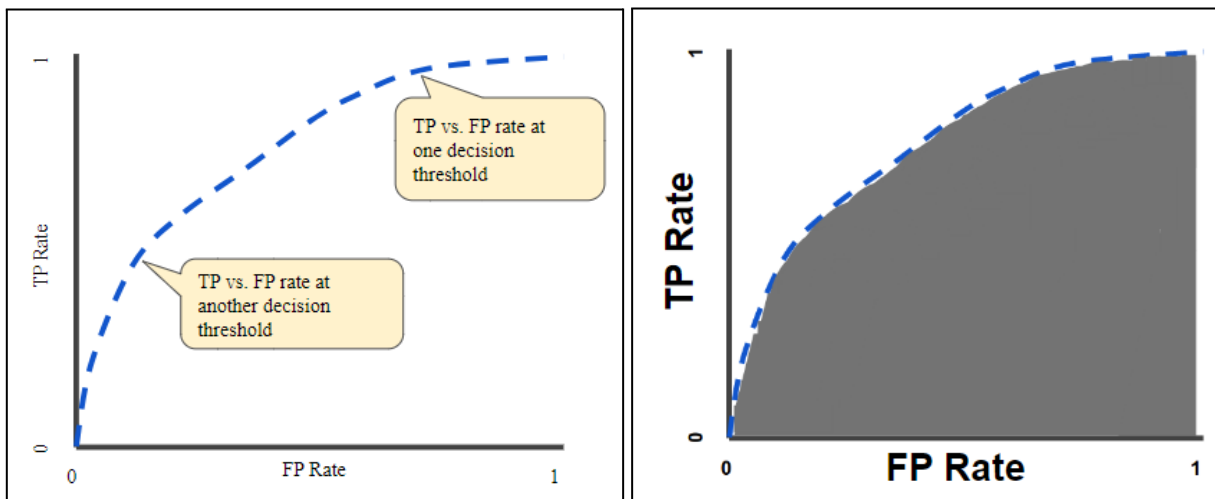 1
TP vs. FP rate at
one decision
threshold
TP Rate
TP vs. FP rate at
another decision
threshold
0
0
FP Rate
1
1
TP Rate
0
0
FP Rate
1